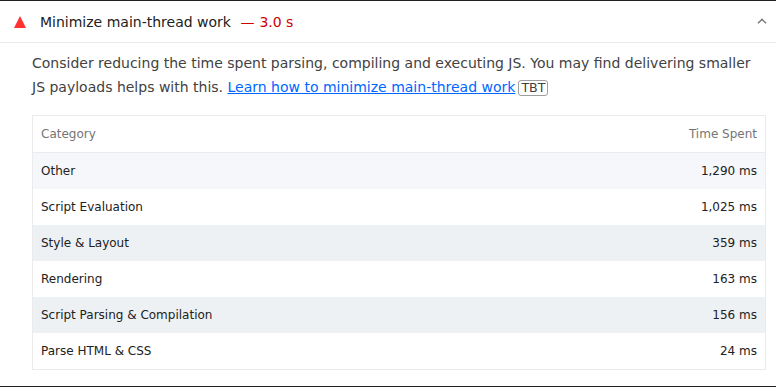 Minimize main-thread work — 3.0 s
Consider reducing the time spent parsing, compiling and executing JS. You may find delivering smaller
JS payloads helps with this. Learn how to minimize main-thread work TBT
Category Time Spent
Other 1,290 ms
Script Evaluation 1,025 ms
Style & Layout 359 ms
Rendering 163 ms
Script Parsing & Compilation 156 ms
Parse HTML & CSS 24 ms